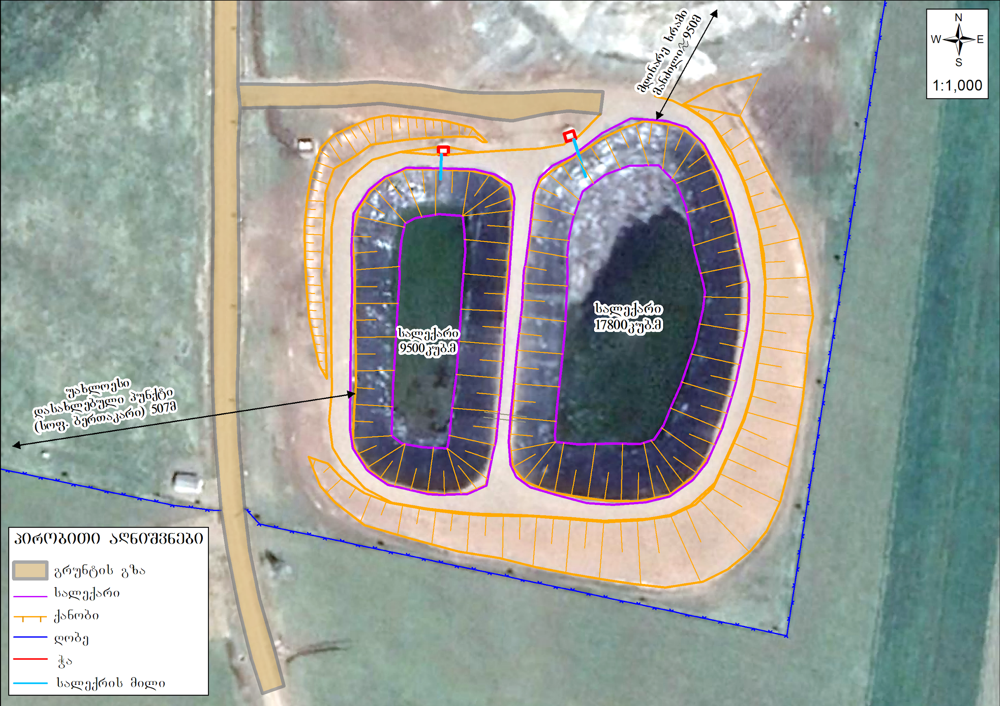 მდინარე ხრამი
მანძილი≈950მ
N
W E
S
1:1,000
სალექარი
17800კუბ.მ
სალექარი
9500კუბ.მ
უახლოესი
დასახლებული პუნქტი
(სოფ. ბერთაკარი) 507მ
პირობითი აღნიშვნები
გრუნტის გზა
სალექარი
ქანობი
ღობე
ჭა
სალექრის მილი